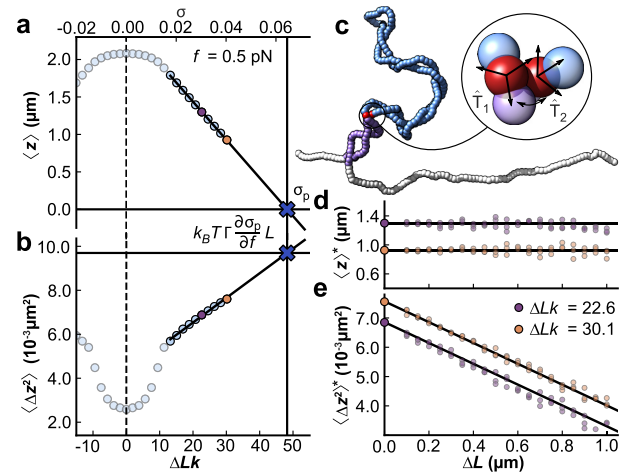 a
σ
0.0 0.02 0.04 0.06
f = 0.5 pN
2.0
1.5
1.0
0.5
0.0
⟨z⟩ (μm)
σp
b
10.0
8.0
6.0
4.0
2.0
⟨Δz²⟩ (10⁻³μm²)
kBTΓ ∂σp/∂f L
-10 0 10 20 30 40 50
ΔLk
c
T̂1
T̂2
d
1.4
1.0
0.6
⟨z⟩* (μm)
e
ΔLk = 22.6
ΔLk = 30.1
7.0
6.0
5.0
4.0
⟨Δz²⟩* (10⁻³μm²)
0.0 0.2 0.4 0.6 0.8 1.0
ΔL (μm)